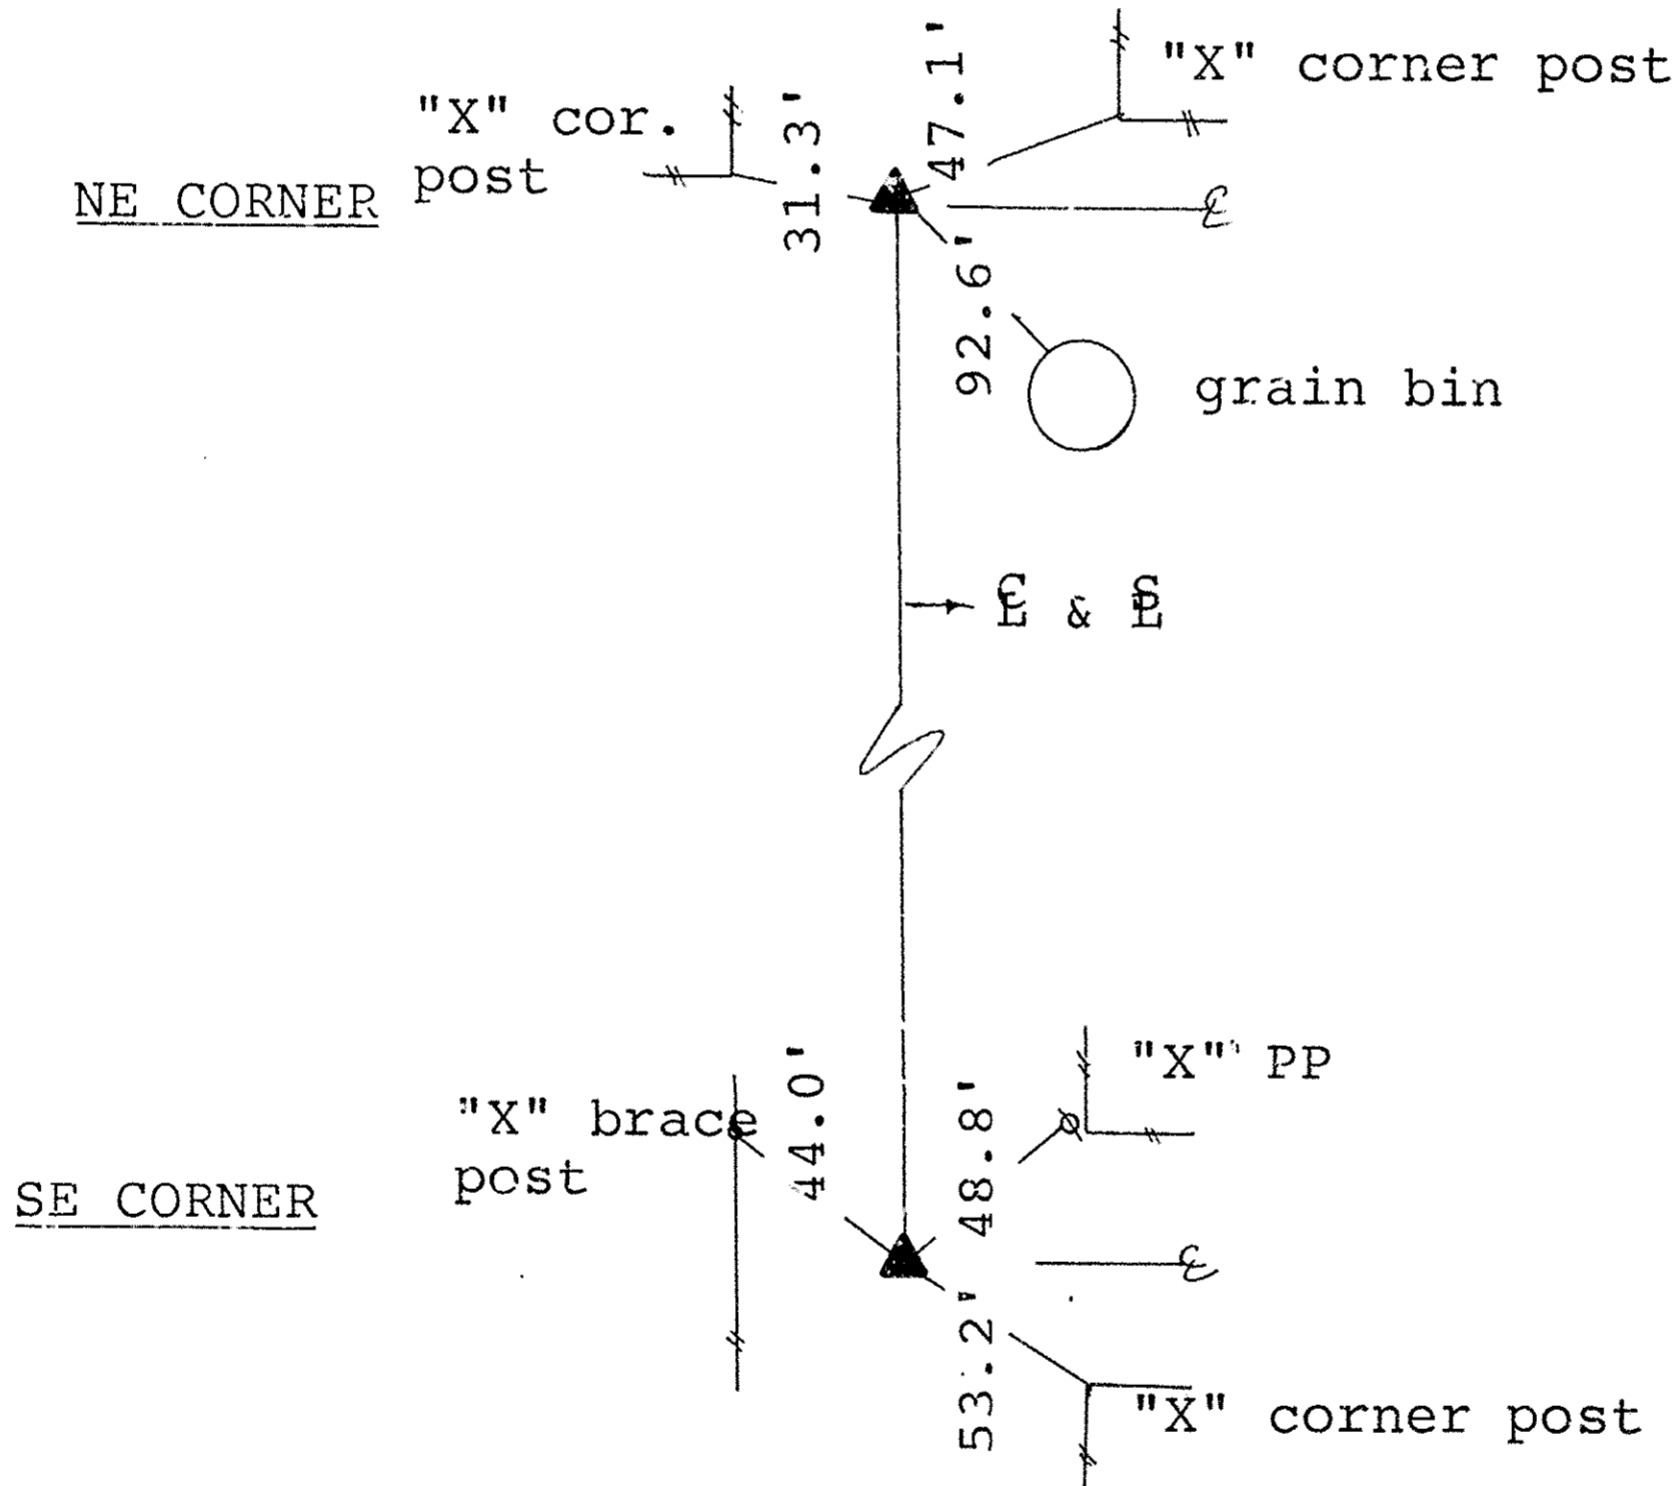 47.1'
"X" corner post
"X" cor.
post
31.3'
NE CORNER
℄
92.6'
grain bin
℄ & SL
"X" PP
"X" brace
post
44.0'
48.8'
SE CORNER
℄
53.2'
"X" corner post